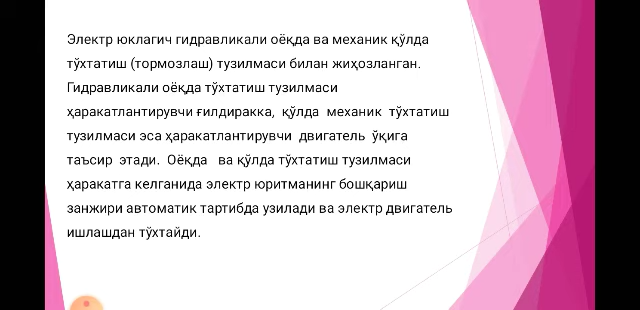 Электр юклагич гидравликали оёқда ва механик қўлда
тўхтатиш (тормозлаш) тузилмаси билан жиҳозланган.
Гидравликали оёқда тўхтатиш тузилмаси
ҳаракатлантирувчи ғилдиракка, қўлда механик тўхтатиш
тузилмаси эса ҳаракатлантирувчи двигатель ўқига
таъсир этади. Оёқда ва қўлда тўхтатиш тузилмаси
ҳаракатга келганида электр юритманинг бошқариш
занжири автоматик тартибда узилади ва электр двигатель
ишлашдан тўхтайди.